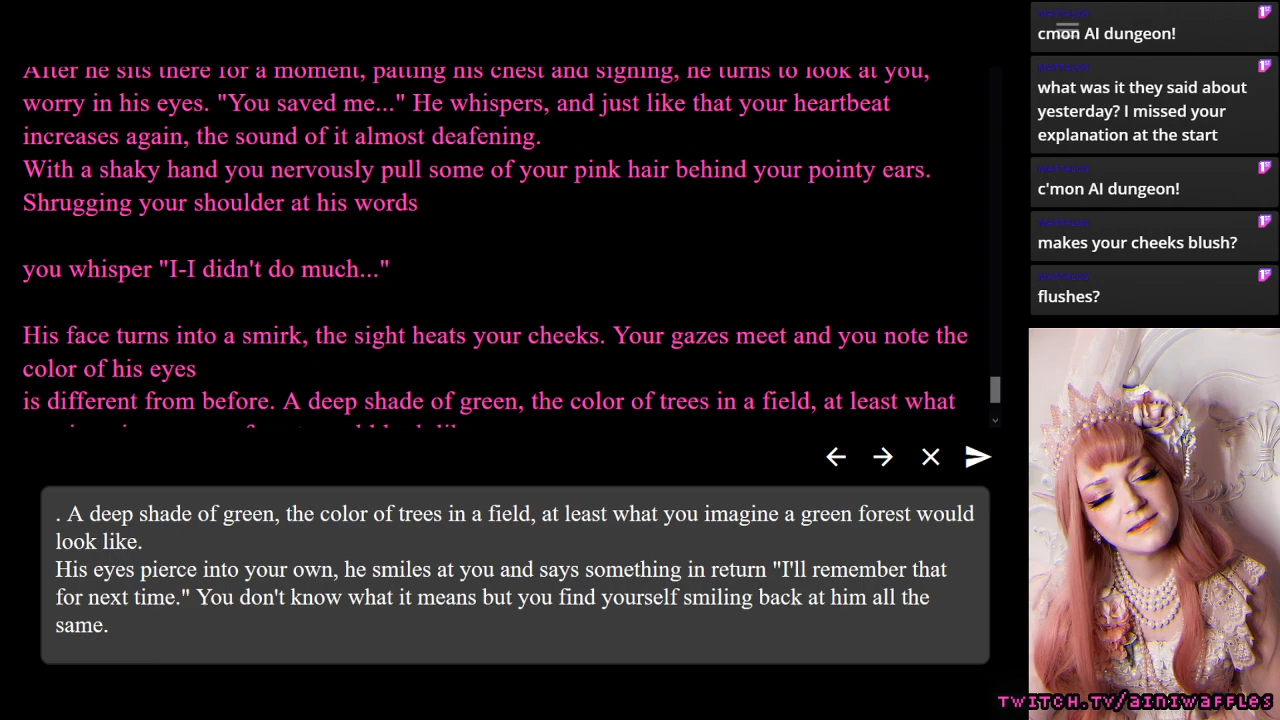 After he sits there for a moment, patting his chest and sighing, he turns to look at you,
worry in his eyes. "You saved me..." He whispers, and just like that your heartbeat
increases again, the sound of it almost deafening.
With a shaky hand you nervously pull some of your pink hair behind your pointy ears.
Shrugging your shoulder at his words
you whisper "I-I didn't do much..."
His face turns into a smirk, the sight heats your cheeks. Your gazes meet and you note the
color of his eyes
is different from before. A deep shade of green, the color of trees in a field, at least what
. A deep shade of green, the color of trees in a field, at least what you imagine a green forest would
look like.
His eyes pierce into your own, he smiles at you and says something in return "I'll remember that
for next time." You don't know what it means but you find yourself smiling back at him all the
same.
cmon AI dungeon!
what was it they said about
yesterday? I missed your
explanation at the start
c'mon AI dungeon!
makes your cheeks blush?
flushes?
TWITCH.TV/AINIWAFFLES